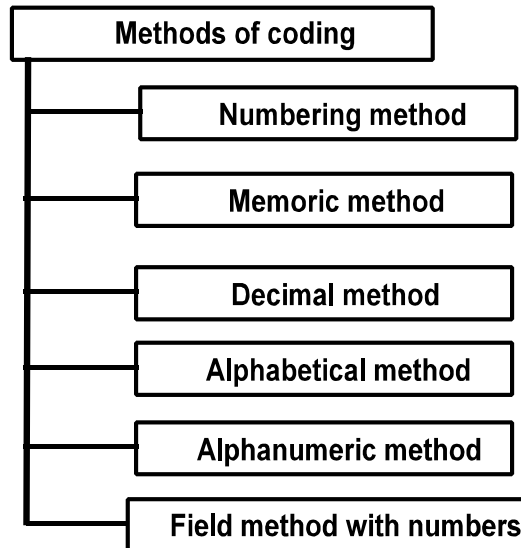 Methods of coding
Numbering method
Memoric method
Decimal method
Alphabetical method
Alphanumeric method
Field method with numbers